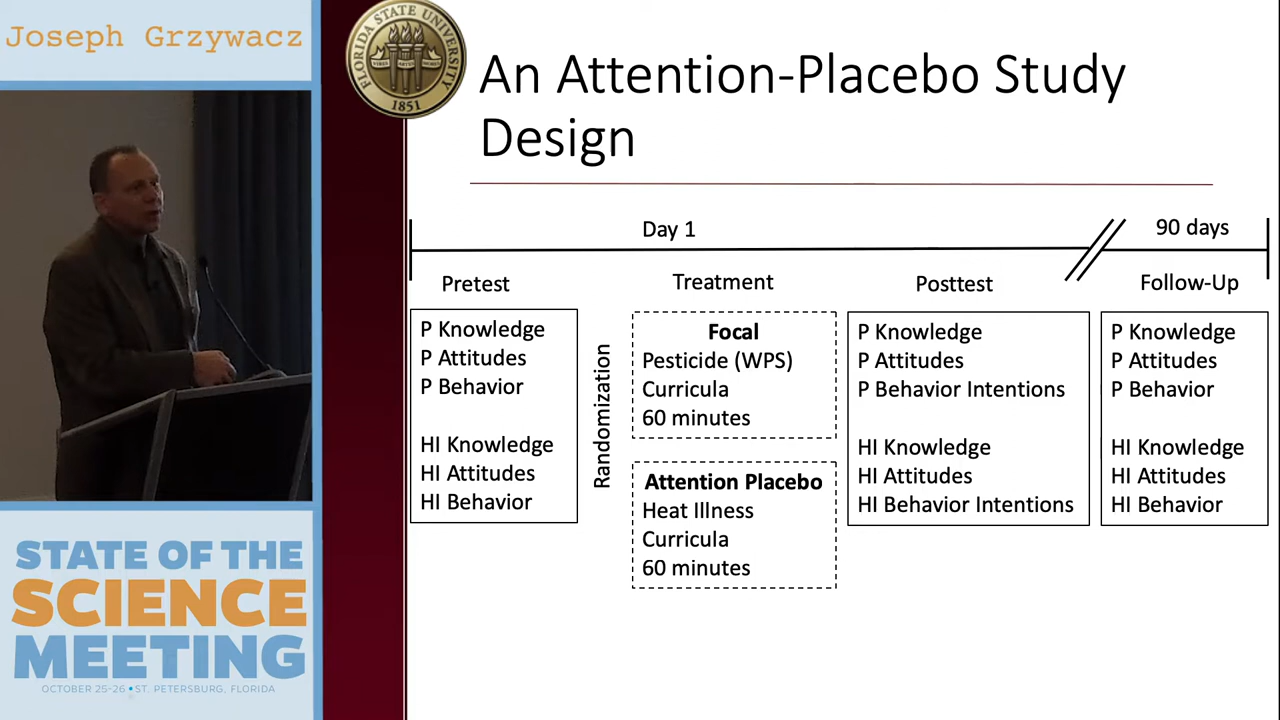 Joseph Grzywacz
FLORIDA STATE UNIVERSITY
1851
An Attention-Placebo Study
Design
Day 1
90 days
Pretest
Treatment
Posttest
Follow-Up
P Knowledge
P Attitudes
P Behavior
HI Knowledge
HI Attitudes
HI Behavior
Randomization
Focal
Pesticide (WPS)
Curricula
60 minutes
Attention Placebo
Heat Illness
Curricula
60 minutes
P Knowledge
P Attitudes
P Behavior Intentions
HI Knowledge
HI Attitudes
HI Behavior Intentions
P Knowledge
P Attitudes
P Behavior
HI Knowledge
HI Attitudes
HI Behavior
STATE OF THE
SCIENCE
MEETING
OCTOBER 25-26 • ST. PETERSBURG, FLORIDA